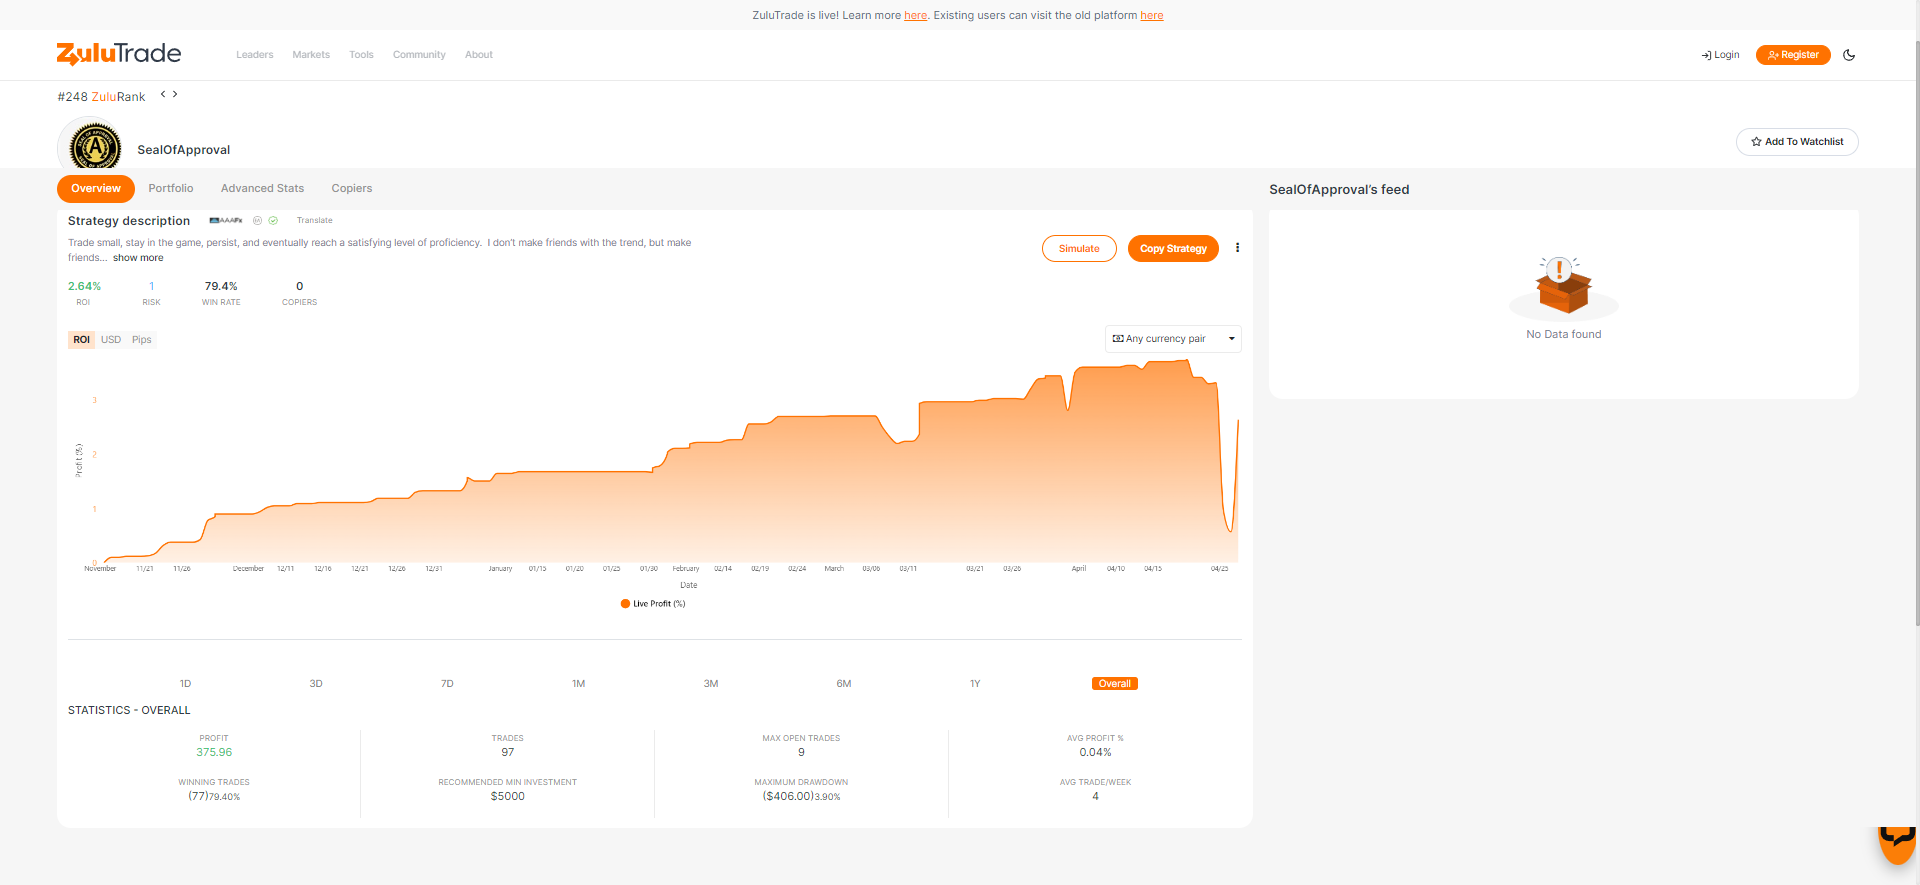 ZuluTrade is live! Learn more here. Existing users can visit the old platform here
ZuluTrade
Leaders
Markets
Tools
Community
About
Login
Register
#248 ZuluRank
SealOfApproval
Add To Watchlist
Overview
Portfolio
Advanced Stats
Copiers
SealOfApproval's feed
Strategy description
AAAFx
Translate
Trade small, stay in the game, persist, and eventually reach a satisfying level of proficiency. I don't make friends with the trend, but make
friends... show more
Simulate
Copy Strategy
2.64%
1
79.4%
0
ROI
RISK
WIN RATE
COPIERS
No Data found
ROI
USD
Pips
Any currency pair
3
2
1
0
Profit (%)
November
11/21
11/26
December
12/11
12/16
12/21
12/26
12/31
January
01/15
01/20
01/25
01/30
February
02/14
02/19
02/24
March
03/06
03/11
03/21
03/26
April
04/10
04/15
04/25
Date
Live Profit (%)
1D
3D
7D
1M
3M
6M
1Y
Overall
STATISTICS - OVERALL
PROFIT
375.96
TRADES
97
MAX OPEN TRADES
9
AVG PROFIT %
0.04%
WINNING TRADES
(77)79.40%
RECOMMENDED MIN INVESTMENT
$5000
MAXIMUM DRAWDOWN
($406.00)3.90%
AVG TRADE/WEEK
4